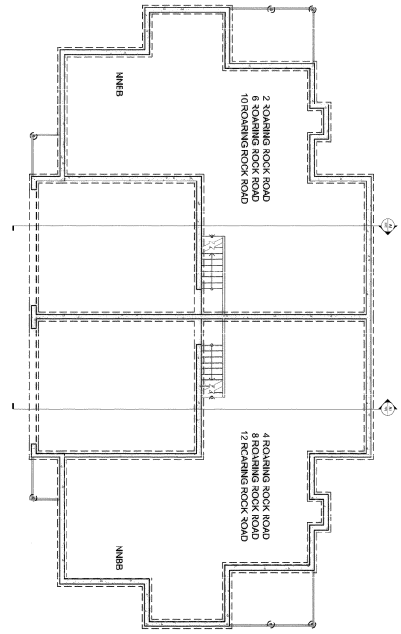 NNBB
2 ROARING ROCK ROAD
6 ROARING ROCK ROAD
10 ROARING ROCK ROAD
4 ROARING ROCK ROAD
8 ROARING ROCK ROAD
12 ROARING ROCK ROAD
NNBB